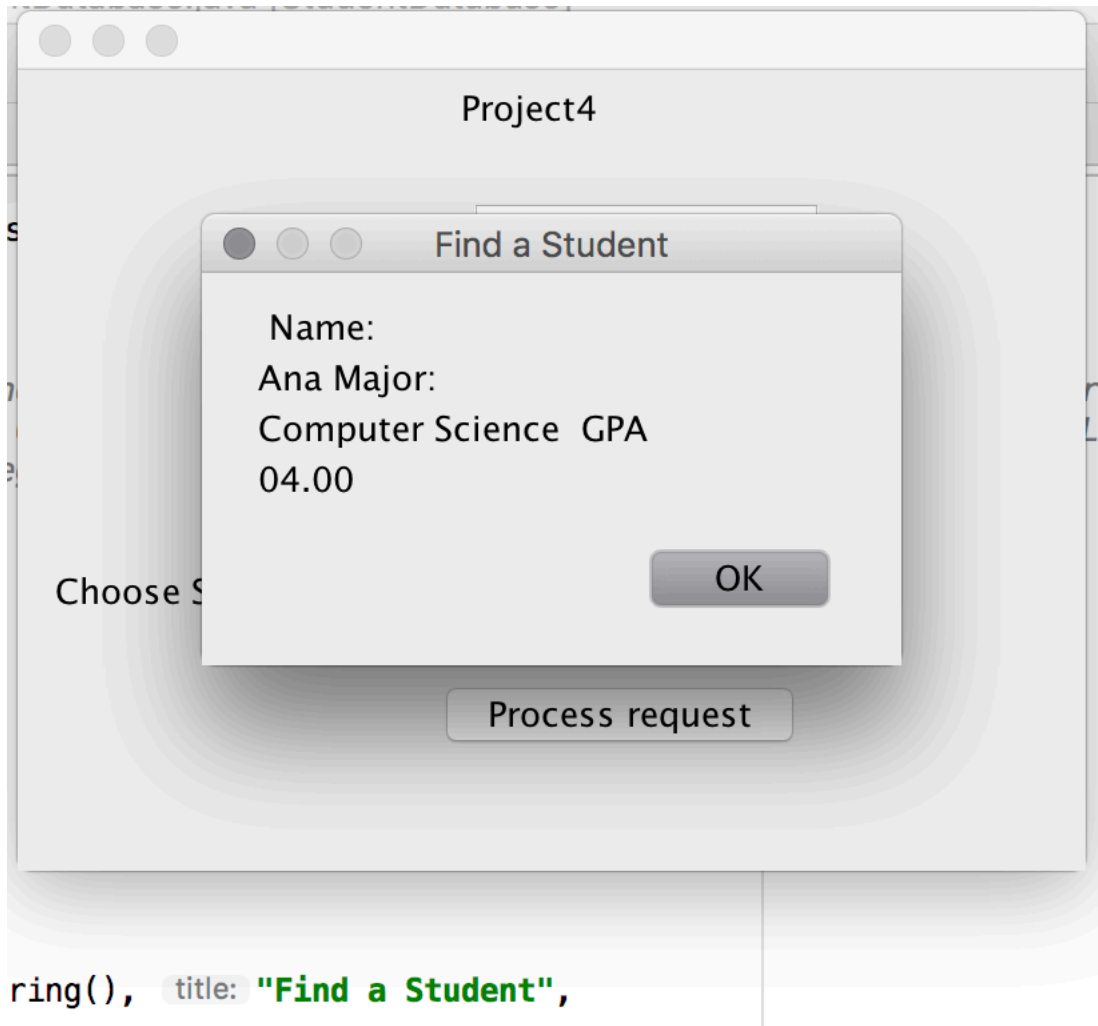 Project4
Find a Student
Name:
Ana Major:
Computer Science  GPA
04.00
OK
Choose S
Process request
ring(), title: "Find a Student",